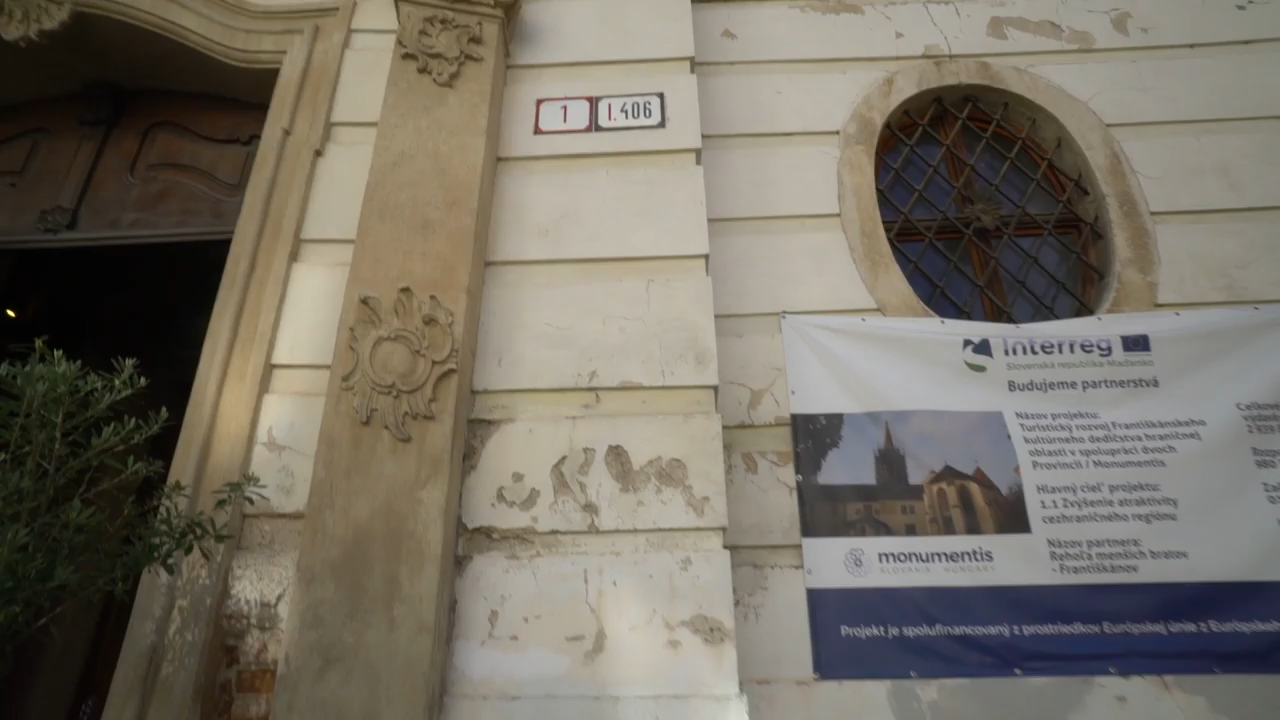 1
I.406
Interreg
Slovenská republika-Maďarsko
Budujeme partnerstvá
Názov projektu:
Turistický rozvoj Františkánskeho
kultúrneho dedičstva hraničnej
oblasti v spolupráci dvoch
Provincií / Monumentis
Hlavný cieľ projektu:
1.1 Zvýšenie atraktivity
cezhraničného regiónu
Názov partnera:
Rehoľa menších bratov
- Františkánov
monumentis
SLOVAKIA HUNGARY
Projekt je spolufinancovaný z prostriedkov Európskej únie z